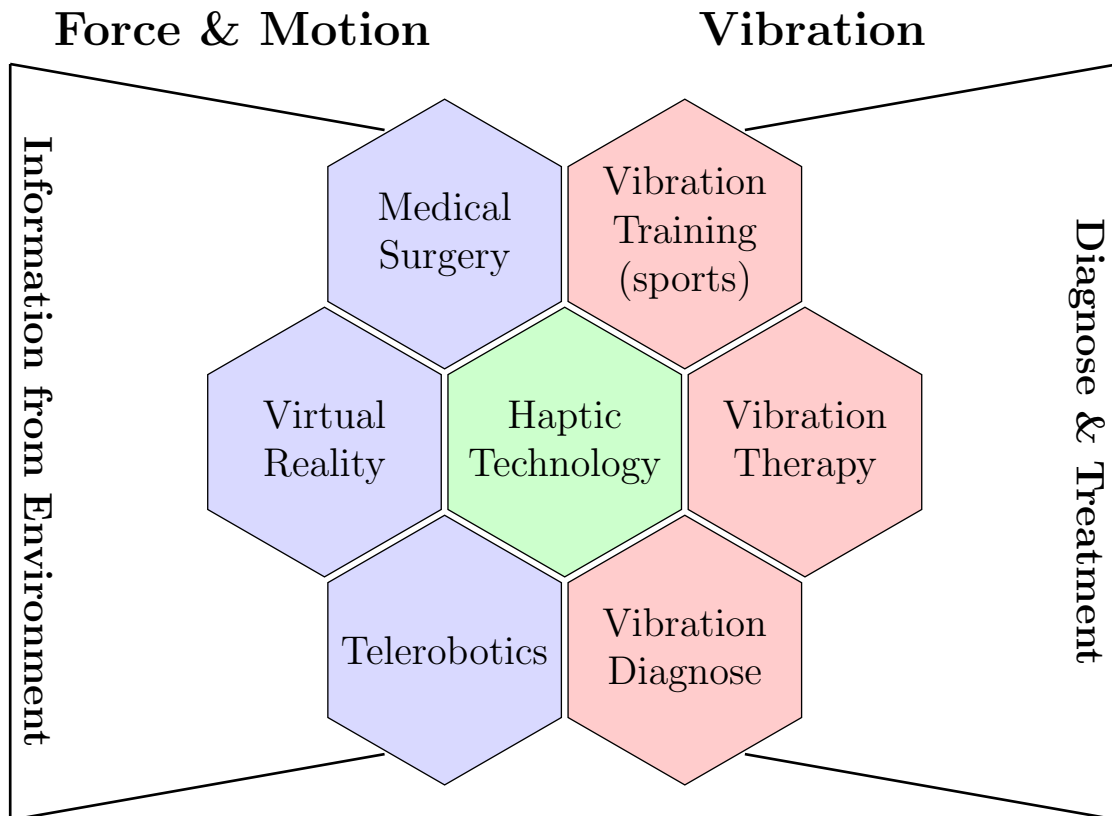 Force & Motion
Vibration
Information from Environment
Medical
Surgery
Vibration
Training
(sports)
Virtual
Reality
Haptic
Technology
Vibration
Therapy
Telerobotics
Vibration
Diagnose
Diagnose & Treatment